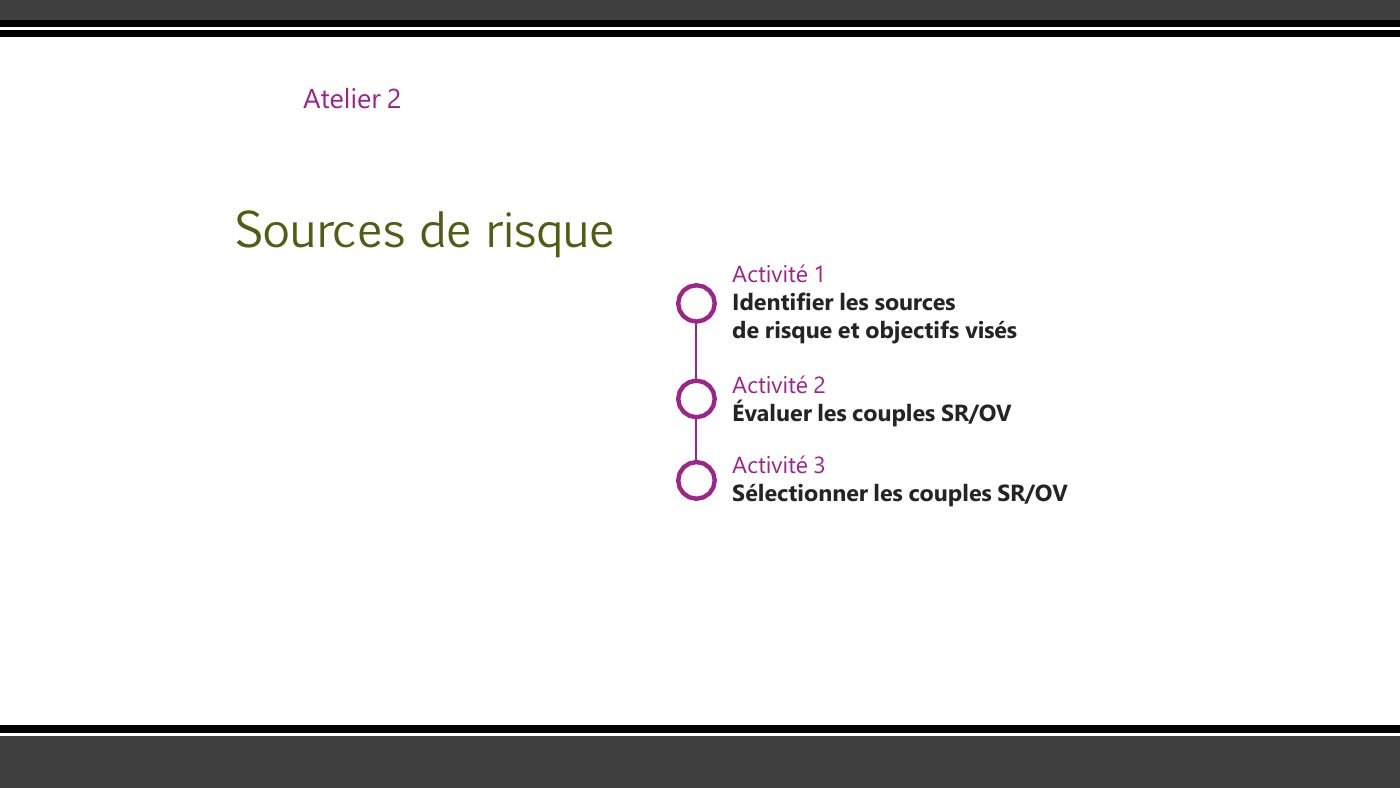 Atelier 2
Sources de risque
Activité 1
Identifier les sources
de risque et objectifs visés
Activité 2
Évaluer les couples SR/OV
Activité 3
Sélectionner les couples SR/OV